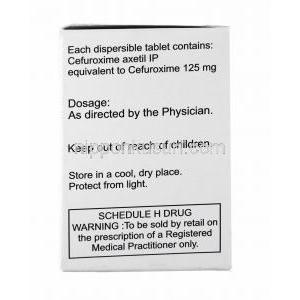 Each dispersible tablet contains:
Cefuroxime axetil IP
equivalent to Cefuroxime 125 mg
Dosage:
As directed by the Physician.
Keep out of reach of children
Store in a cool, dry place.
Protect from light.
SCHEDULE H DRUG
WARNING :To be sold by retail on
the prescription of a Registered
Medical Practitioner only.